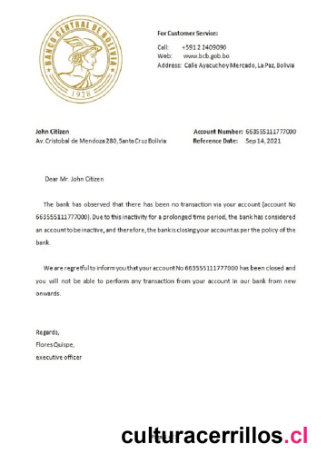 BANCO CENTRAL DE BOLIVIA
1928
For Customer Service:
Call: +591 2 2409090
Web: www.bcb.gob.bo
Address: Calle Ayacucho y Mercado, La Paz, Bolivia
John Citizen
Account Number: 663555111777000
Av. Cristobal de Mendoza 280, Santa Cruz Bolivia
Reference Date: Sep 14, 2021
Dear Mr. John Citizen
The bank has observed that there has been no transaction via your account (account No
663555111777000). Due to this inactivity for a prolonged time period, the bank has considered
an account to be inactive, and therefore, the bank is closing your account as per the policy of the
bank.
We are regretful to inform you that your account No 663555111777000 has been closed and
you will not be able to perform any transaction from your account in our bank from new
onwards.
Regards,
Flores Quispe,
executive officer
culturacerrillos.cl